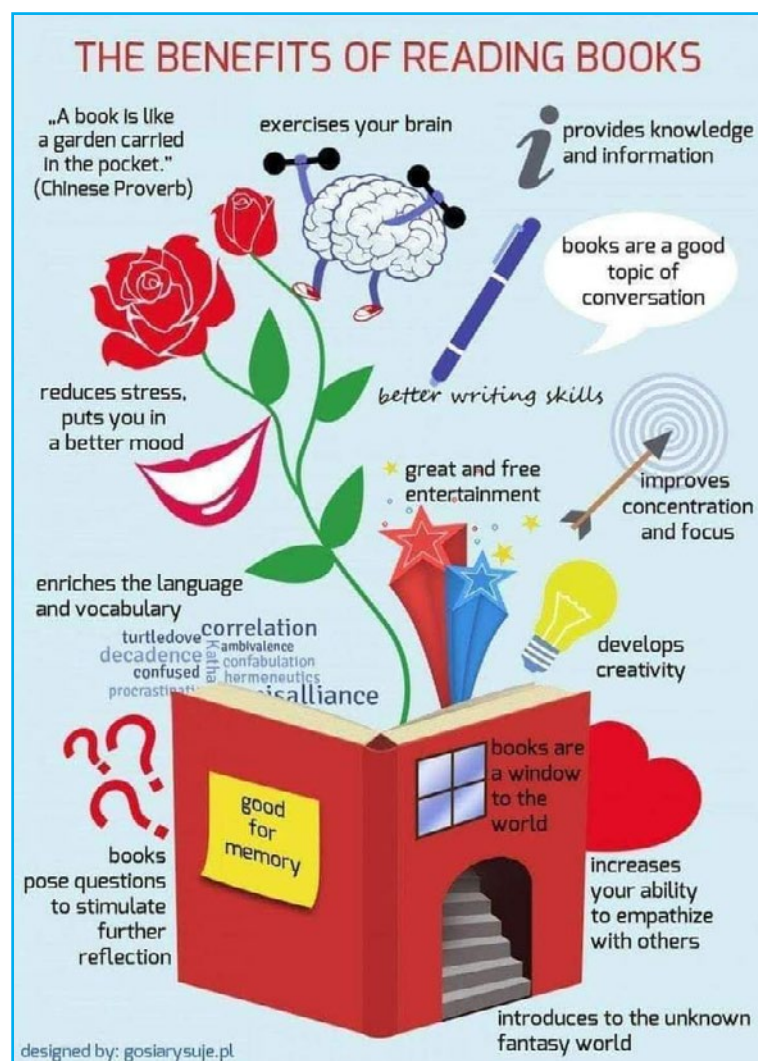 THE BENEFITS OF READING BOOKS
„A book is like
a garden carried
in the pocket.”
(Chinese Proverb)
exercises your brain
provides knowledge
and information
books are a good
topic of
conversation
better writing skills
reduces stress,
puts you in
a better mood
great and free
entertainment
improves
concentration
and focus
enriches the language
and vocabulary
turtledove
correlation
decadence
ambivalence
confused
confabulation
hermeneutics
develops
creativity
good
for
memory
books are
a window
to the
world
books
pose questions
to stimulate
further
reflection
increases
your ability
to empathize
with others
introduces to the unknown
fantasy world
designed by: gosiarysuje.pl